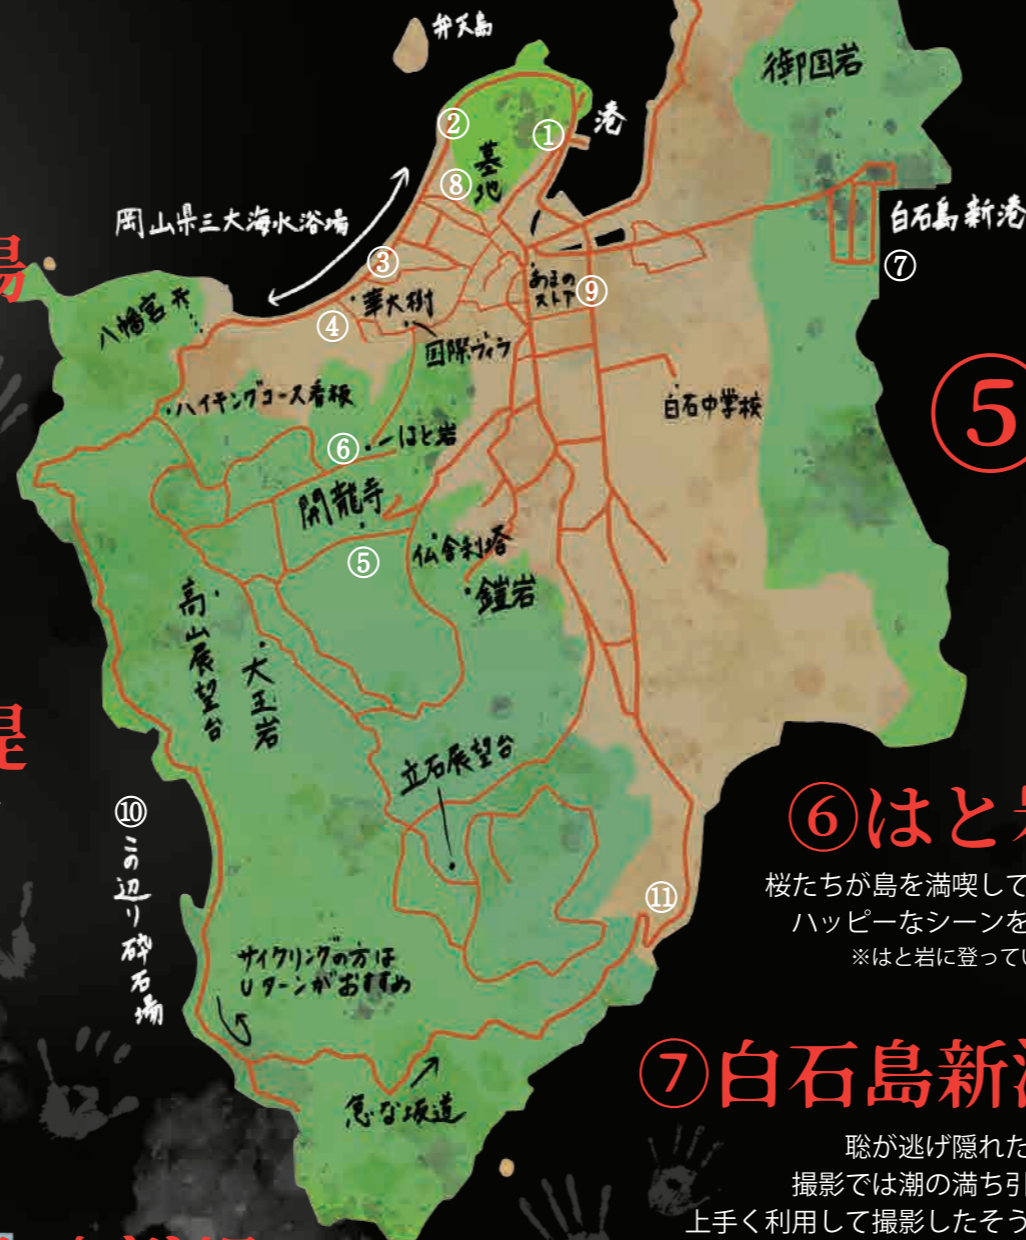 弁天島
御国岩
港
①
②
墓地
⑧
岡山県三大海水浴場
白石島新港
⑦
場
③
あまの
ストア
⑨
華大樹
④
八幡宮
国際ヴィラ
ハイキングコース看板
白石中学校
⑤
はと岩
⑥
開龍寺
⑤
仏舎利塔
鎧岩
高山展望台
大王岩
堤
立石展望台
⑩この辺り砕石場
⑥はと
桜たちが島を満喫して
ハッピーなシーンを
※はと岩に登ってい
⑪
サイクリングの方は
Uターンがおすすめ
急な坂道
⑦白石島新
聡が逃げ隠れた
撮影では潮の満ち引
上手く利用して撮影したそう